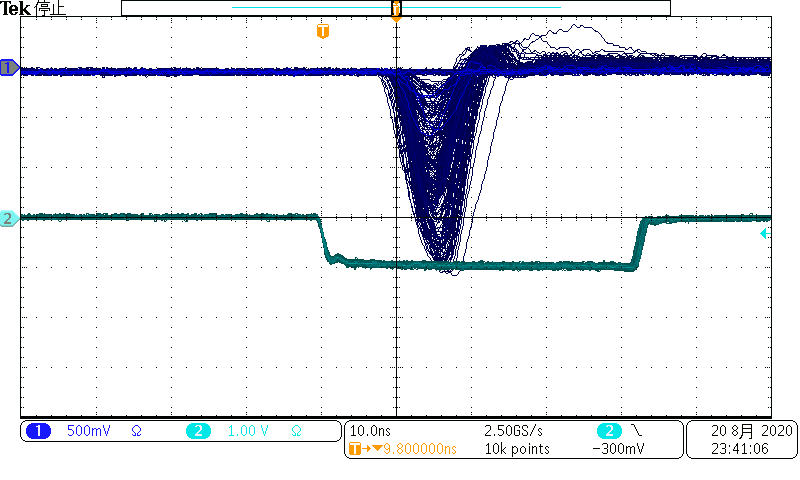 Tek 停止
T
T
1
2
1 500mV Ω 2 1.00 V Ω
10.0ns 2.50GS/s 2
T→▼9.800000ns 10k points −300mV
20 8月 2020
23:41:06